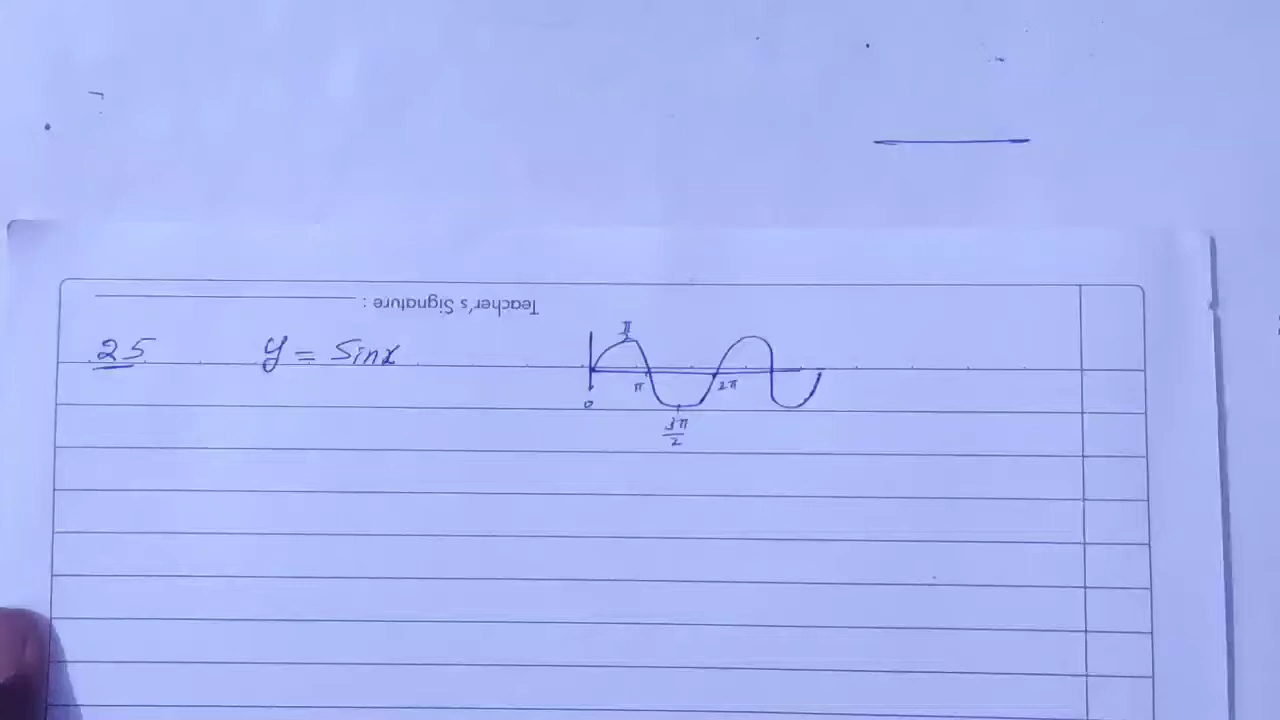 Teacher's Signature :
25 y = Sinx
π/2
0 π 2π
3π/2